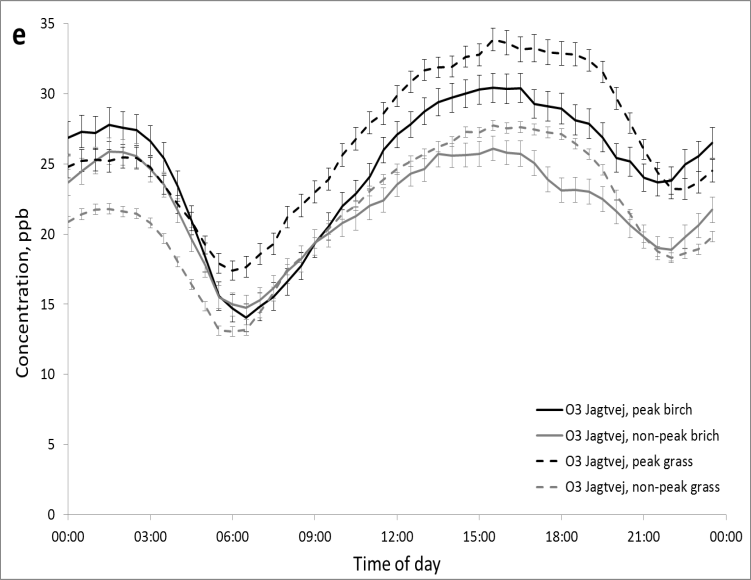 e
35
30
25
20
15
10
5
0
Concentration, ppb
O3 Jagtvej, peak birch
O3 Jagtvej, non-peak brich
O3 Jagtvej, peak grass
O3 Jagtvej, non-peak grass
00:00 03:00 06:00 09:00 12:00 15:00 18:00 21:00 00:00
Time of day